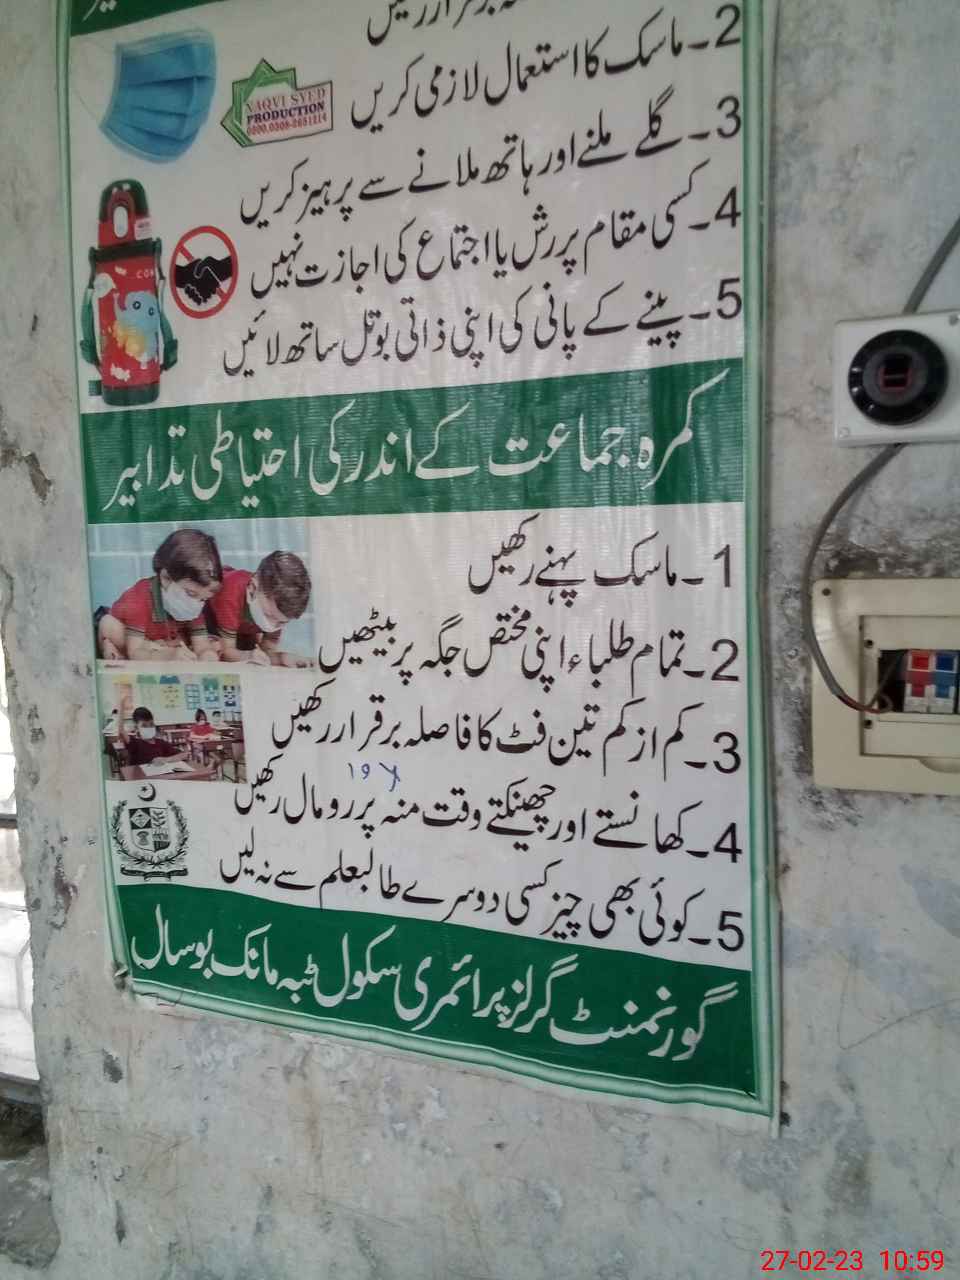 برقرار رکھیں
2۔ماسک کا استعمال لازمی کریں
NAQVI SYED
PRODUCTION
3۔گلے ملنے اور ہاتھ ملانے سے پرہیز کریں
4۔کسی مقام پر رش یا اجتماع کی اجازت نہیں
5۔پینے کے پانی کی اپنی ذاتی بوتل ساتھ لائیں
کمرہ جماعت کے اندر کی احتیاطی تدابیر
1۔ماسک پہنے رکھیں
2۔تمام طلباء اپنی مختص جگہ پر بیٹھیں
3۔کم از کم تین فٹ کا فاصلہ برقرار رکھیں
4۔کھانستے اور چھینکتے وقت منہ پر رومال رکھیں
5۔کوئی بھی چیز کسی دوسرے طالبعلم سے نہ لیں
گورنمنٹ گرلز پرائمری سکول ٹبہ مانک بوسال
27-02-23 10:59